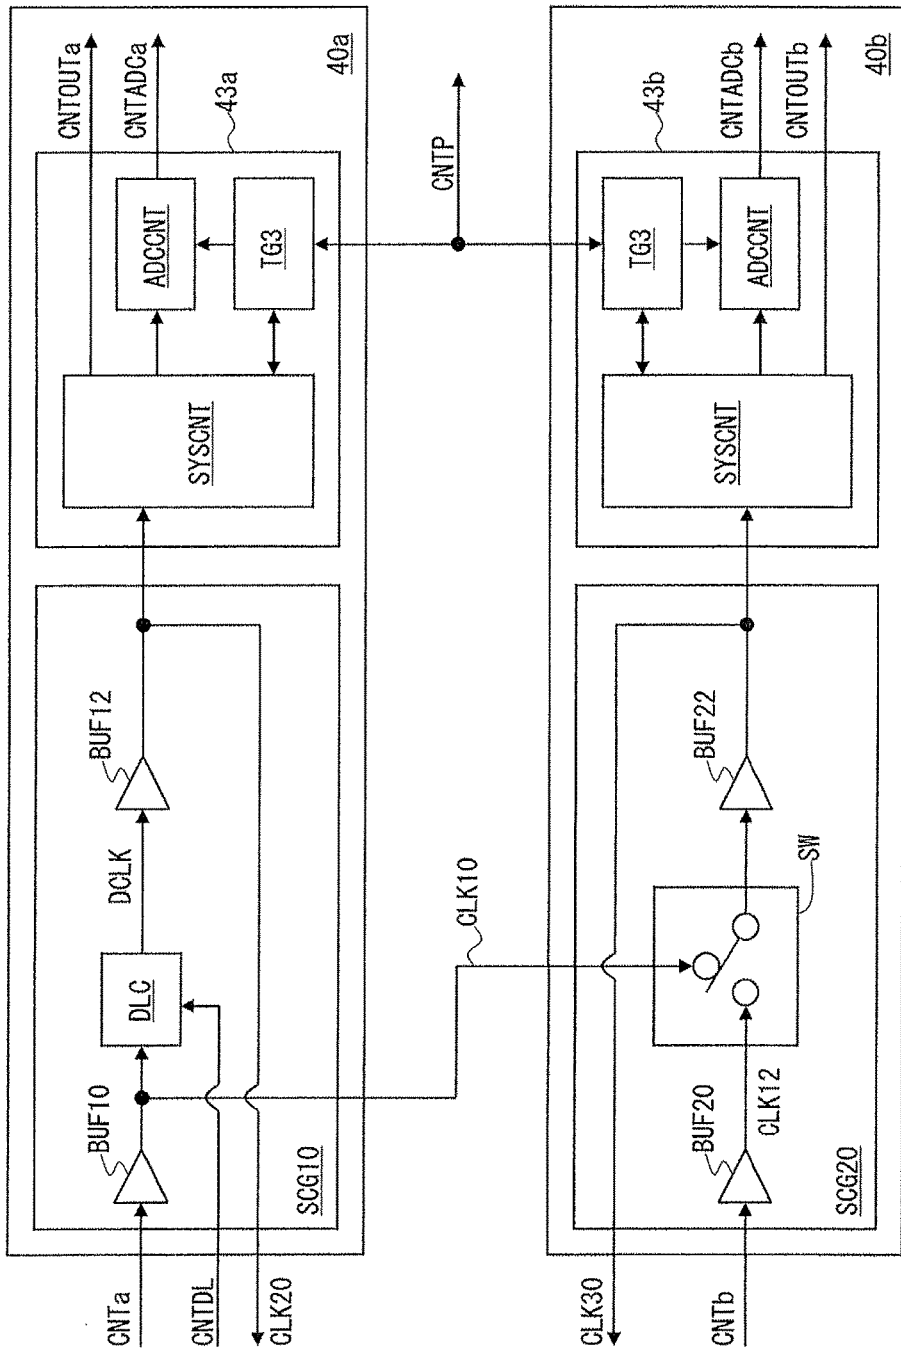 CNTOUTa
CNTADCa
40a
43a
ADCCNT
TG3
SYSCNT
BUF12
DCLK
DLC
BUF10
SCG10
CNTa
CNTDL
CLK20
CNTP
CLK10
40b
43b
TG3
ADCCNT
CNTADCb
CNTOUTb
SYSCNT
BUF22
SW
CLK12
BUF20
SCG20
CLK30
CNTb